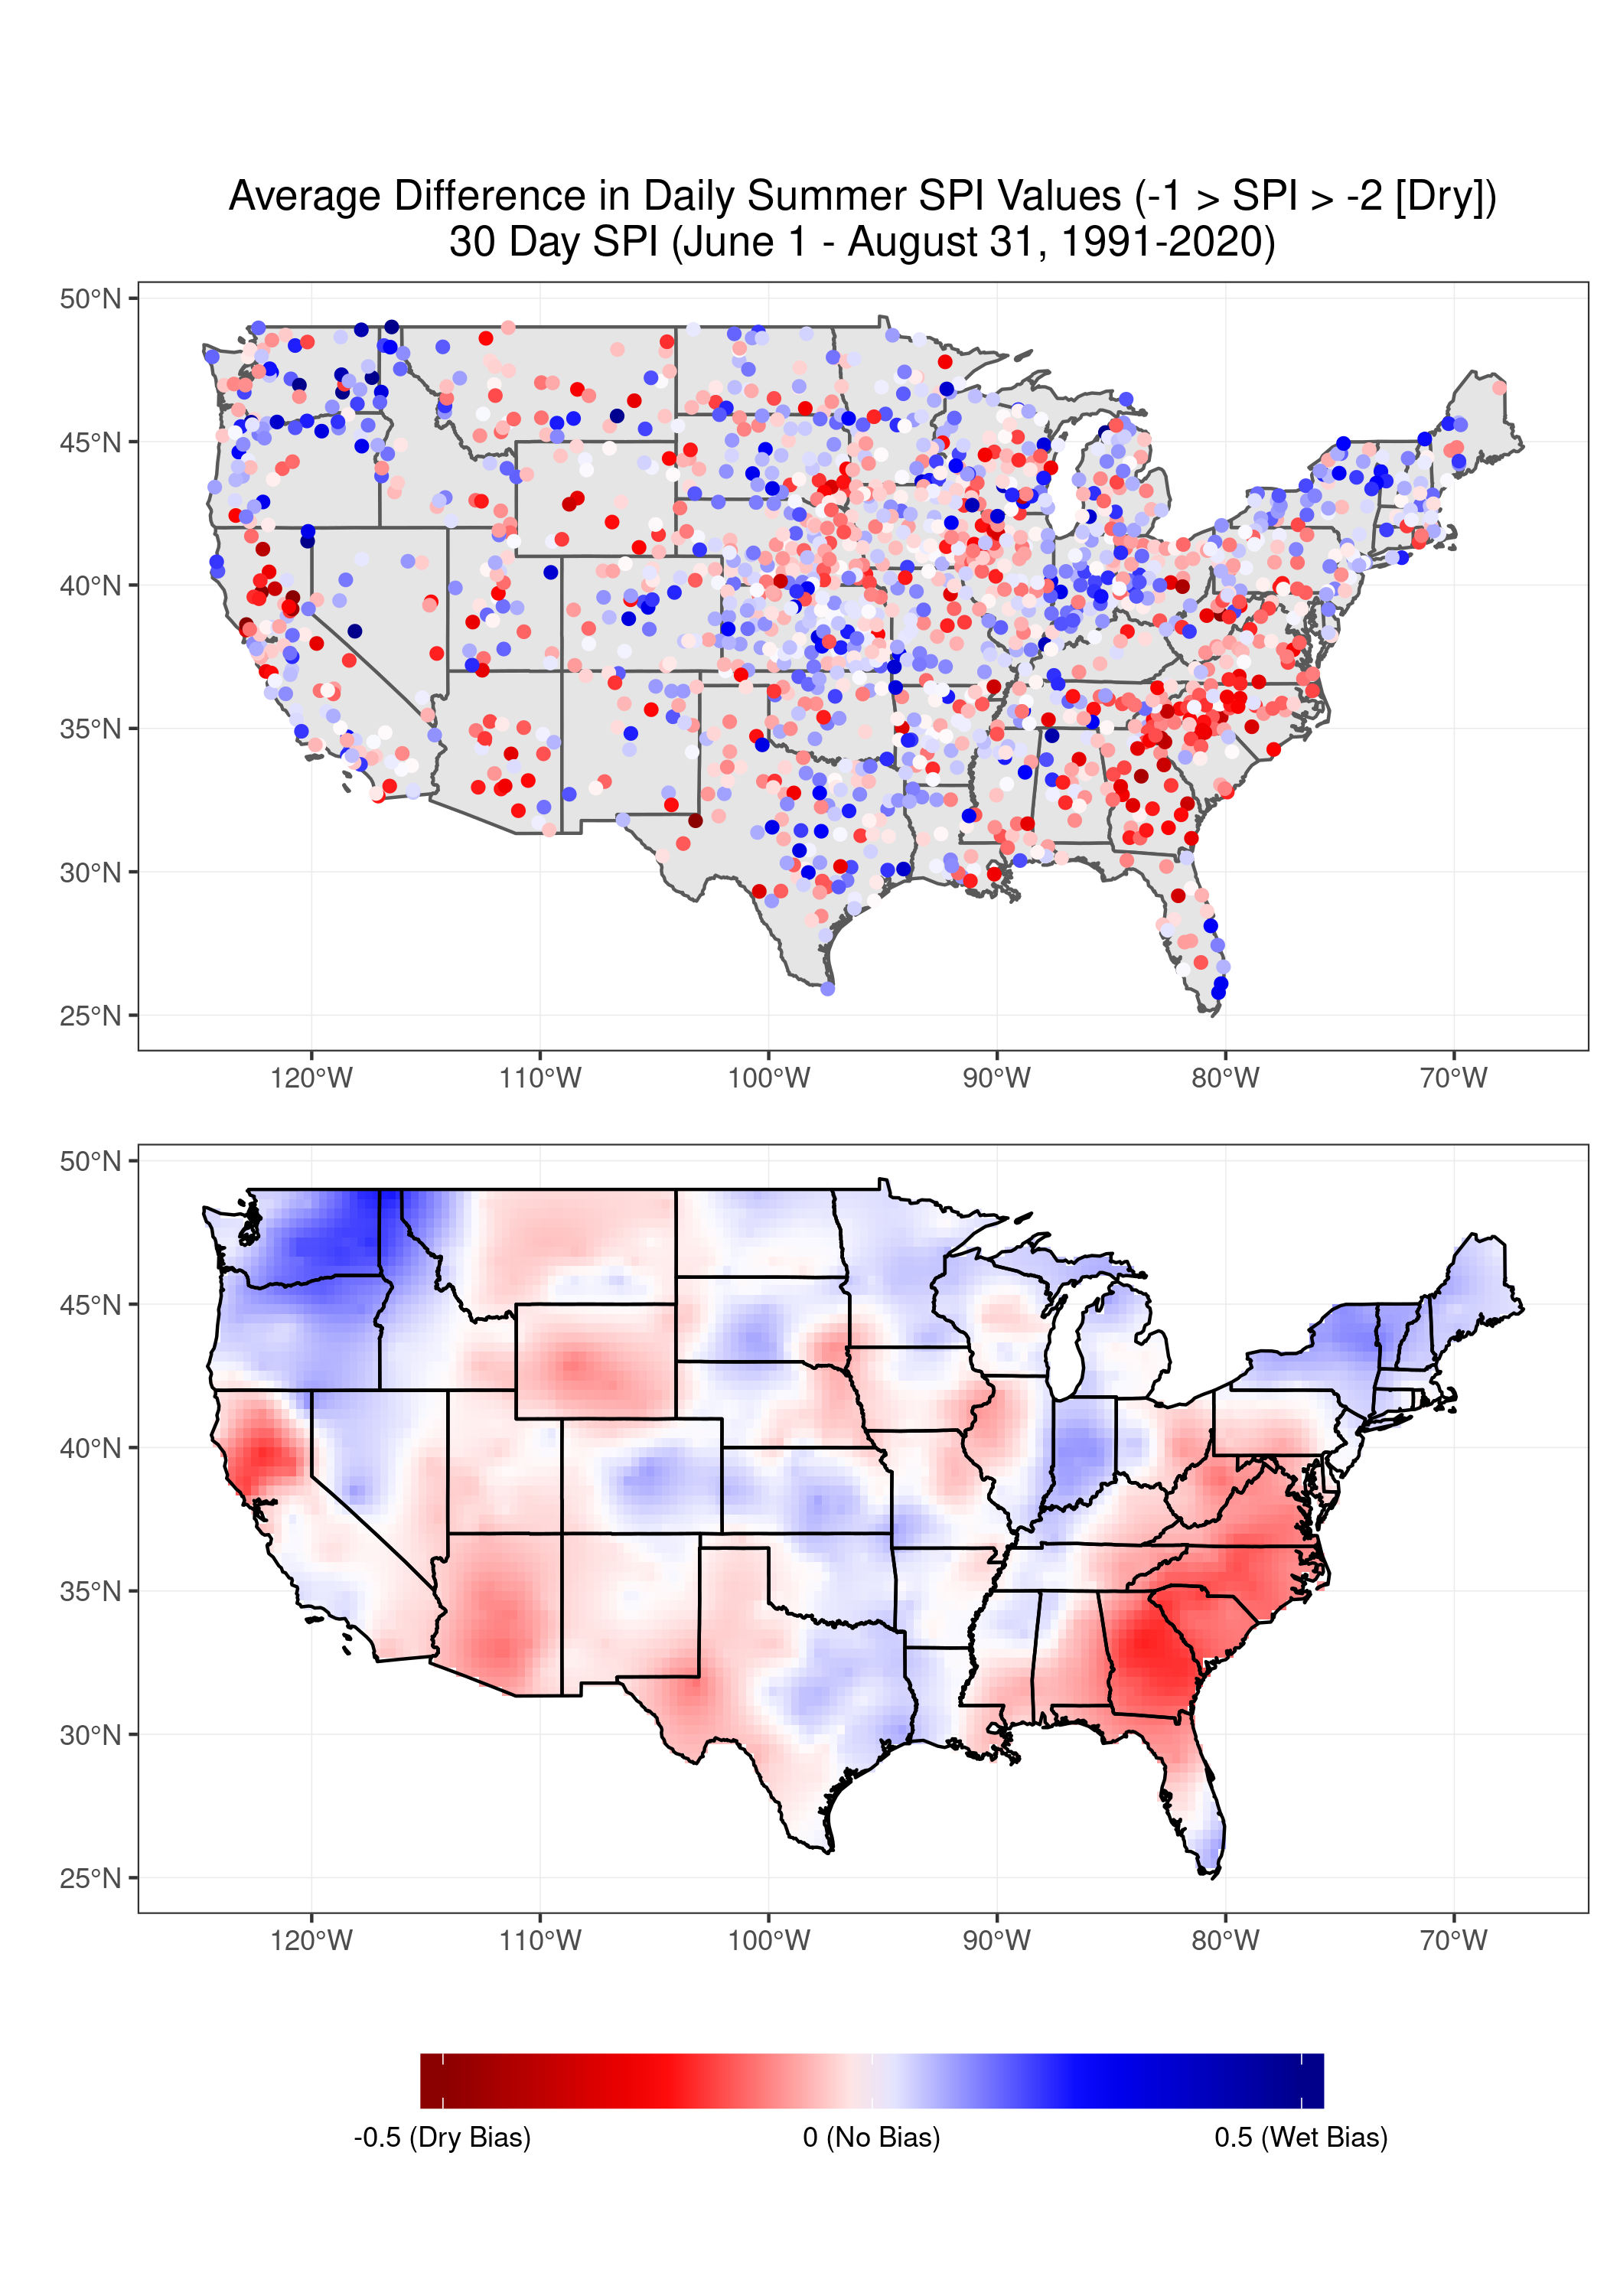 Average Difference in Daily Summer SPI Values (-1 > SPI > -2 [Dry])
30 Day SPI (June 1 - August 31, 1991-2020)
50°N
45°N
40°N
35°N
30°N
25°N
120°W 110°W 100°W 90°W 80°W 70°W
50°N
45°N
40°N
35°N
30°N
25°N
120°W 110°W 100°W 90°W 80°W 70°W
-0.5 (Dry Bias) 0 (No Bias) 0.5 (Wet Bias)